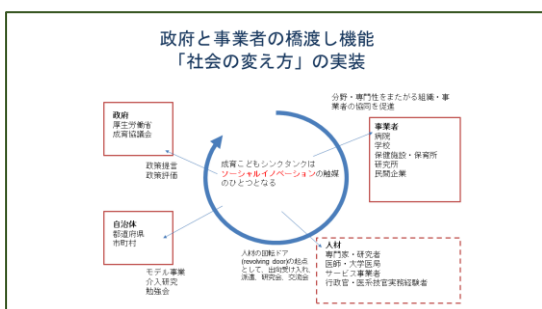 政府と事業者の橋渡し機能
「社会の変え方」の実装
分野・専門性をまたがる組織・事
業者の協同を促進
政府
厚生労働省
成育協議会
政策提言
政策評価
事業者
病院
学校
保健施設・保育所
研究所
民間企業
成育こどもシンクタンクは
ソーシャルイノベーションの触媒
のひとつとなる
自治体
都道府県
市町村
モデル事業
介入研究
勉強会
人材の回転ドア
(revolving door)の起点
として、出向受け入れ、
派遣、研究会、交流会
人材
専門家・研究者
医師・大学医局
サービス事業者
行政官・医系技官実務経験者